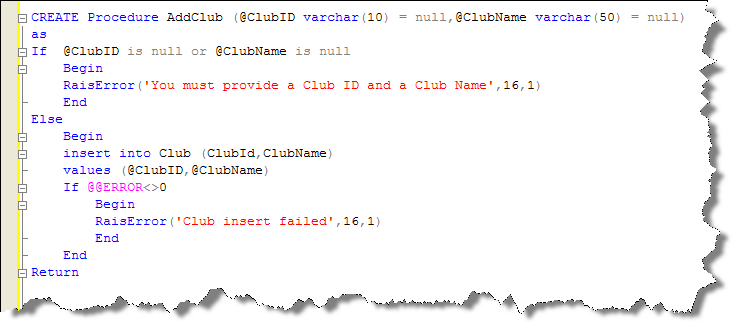 CREATE Procedure AddClub (@ClubID varchar(10) = null,@ClubName varchar(50) = null)
as
If  @ClubID is null or @ClubName is null
    Begin
    RaisError('You must provide a Club ID and a Club Name',16,1)
    End
Else
    Begin
    insert into Club (ClubId,ClubName)
    values (@ClubID,@ClubName)
    If @@ERROR<>0
        Begin
        RaisError('Club insert failed',16,1)
        End
    End
Return